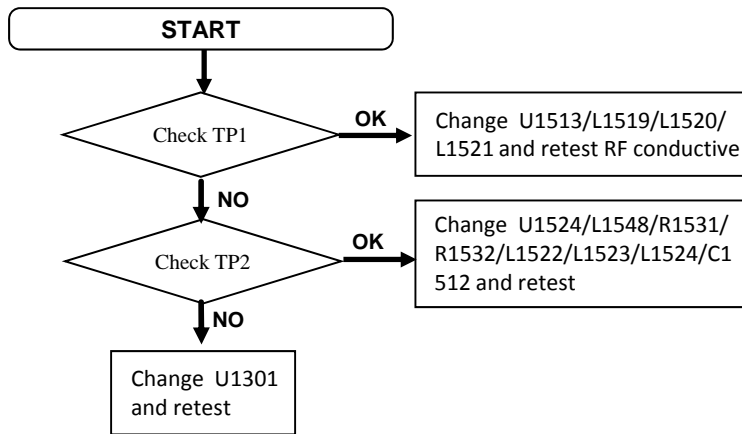 START
Check TP1
OK
Change U1513/L1519/L1520/
L1521 and retest RF conductive
NO
Check TP2
OK
Change U1524/L1548/R1531/
R1532/L1522/L1523/L1524/C1
512 and retest
NO
Change U1301
and retest